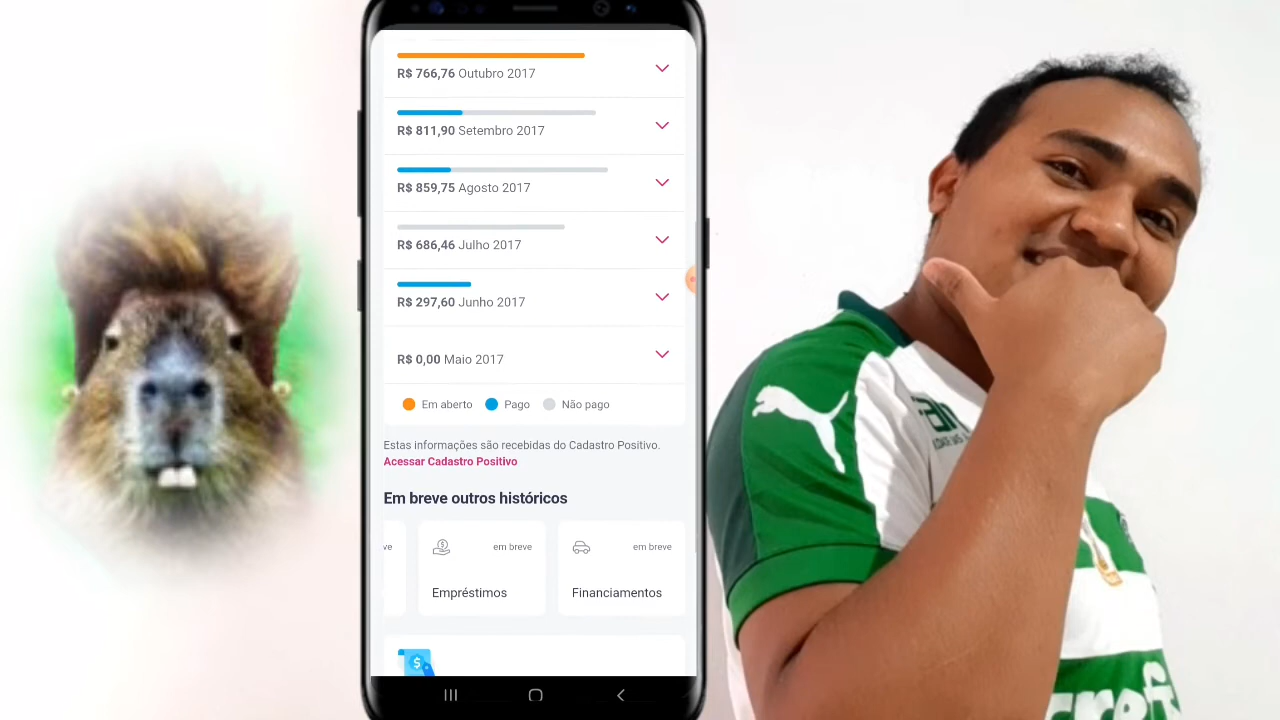 R$ 766,76 Outubro 2017
R$ 811,90 Setembro 2017
R$ 859,75 Agosto 2017
R$ 686,46 Julho 2017
R$ 297,60 Junho 2017
R$ 0,00 Maio 2017
Em aberto Pago Não pago
Estas informações são recebidas do Cadastro Positivo.
Acessar Cadastro Positivo
Em breve outros históricos
ve em breve em breve
Empréstimos Financiamentos
$